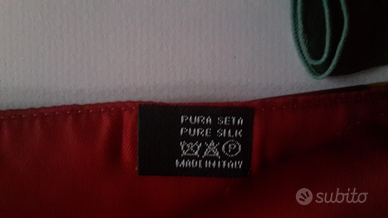 PURA SETA
PURE SILK
P
MADE IN ITALY
subito